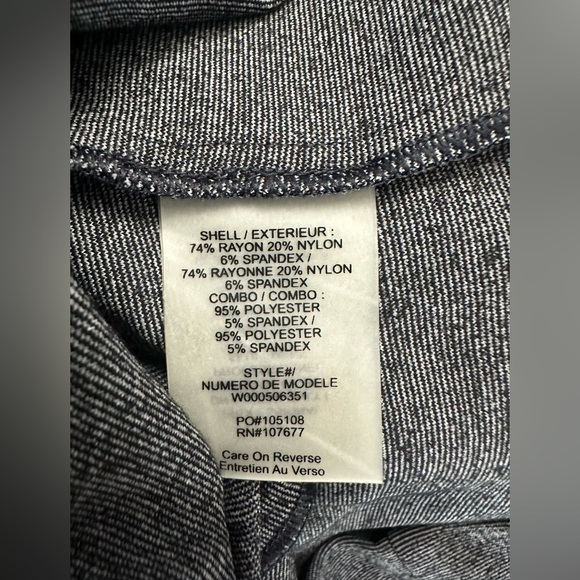 SHELL / EXTERIEUR :
74% RAYON 20% NYLON
6% SPANDEX /
74% RAYONNE 20% NYLON
6% SPANDEX
COMBO / COMBO :
95% POLYESTER
5% SPANDEX /
95% POLYESTER
5% SPANDEX
STYLE#/
NUMERO DE MODELE
W000506351
PO#105108
RN#107677
Care On Reverse
Entretien Au Verso